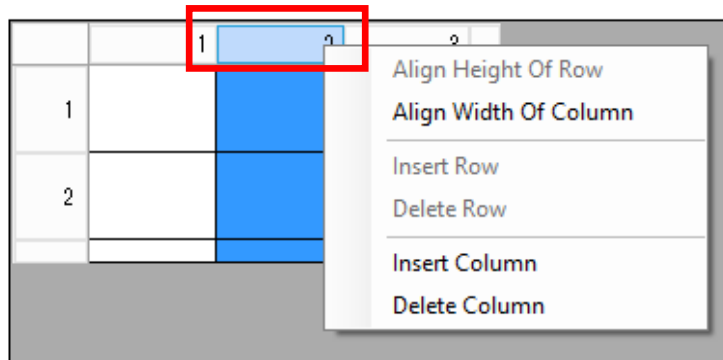 1 2 3
Align Height Of Row
1
Align Width Of Column
Insert Row
2
Delete Row
Insert Column
Delete Column